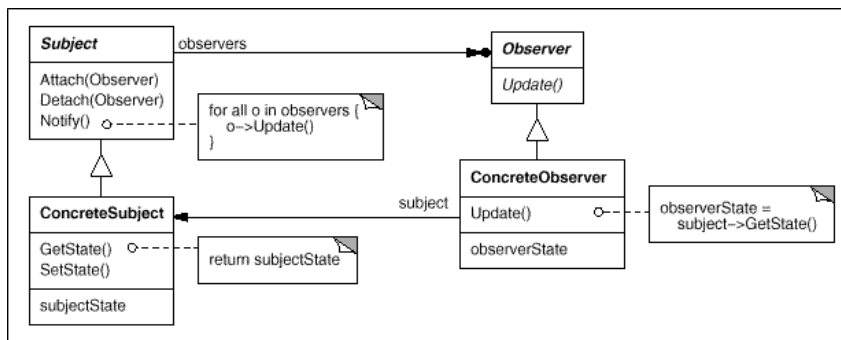 Subject
observers
Observer
Attach(Observer)
Detach(Observer)
Notify()
for all o in observers {
o->Update()
}
Update()
ConcreteSubject
GetState()
SetState()
subjectState
return subjectState
subject
ConcreteObserver
Update()
observerState
observerState =
subject->GetState()